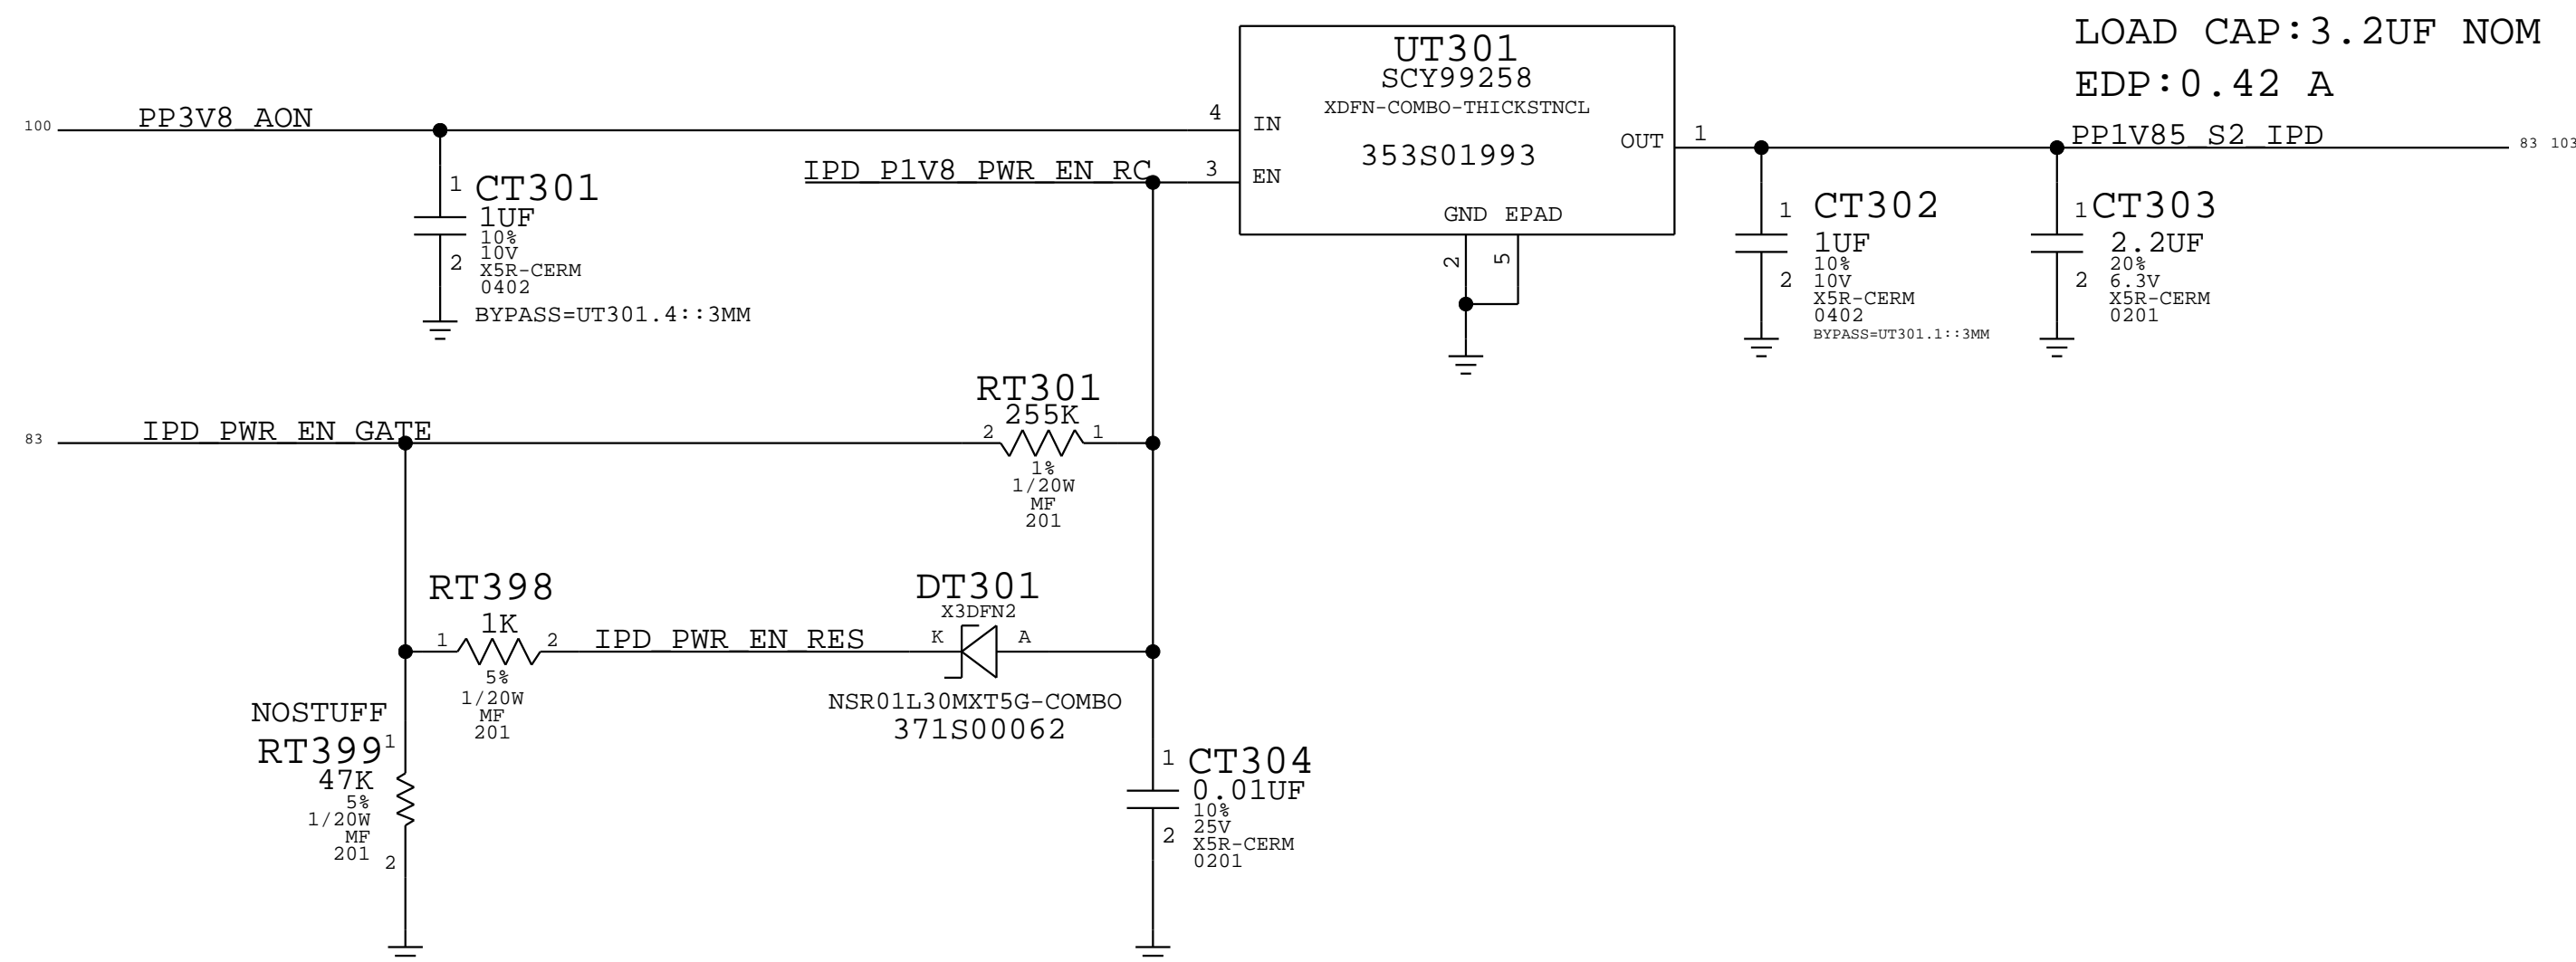 LOAD CAP:3.2UF NOM
EDP:0.42 A
UT301
SCY99258
XDFN-COMBO-THICKSTNCL
353S01993
4
IN
3
EN
OUT
1
GND EPAD
2
5
100
PP3V8_AON
IPD_P1V8_PWR_EN_RC
PP1V85_S2_IPD
83 103
1
CT301
1UF
10%
10V
2
X5R-CERM
0402
BYPASS=UT301.4::3MM
1
CT302
1UF
10%
10V
2
X5R-CERM
0402
BYPASS=UT301.1::3MM
1
CT303
2.2UF
20%
6.3V
2
X5R-CERM
0201
83
IPD_PWR_EN_GATE
RT301
255K
2
1
1%
1/20W
MF
201
RT398
1K
1
2
5%
1/20W
MF
201
IPD_PWR_EN_RES
DT301
X3DFN2
K
A
NSR01L30MXT5G-COMBO
371S00062
NOSTUFF
RT399
1
47K
5%
1/20W
MF
201
2
1
CT304
0.01UF
10%
25V
2
X5R-CERM
0201